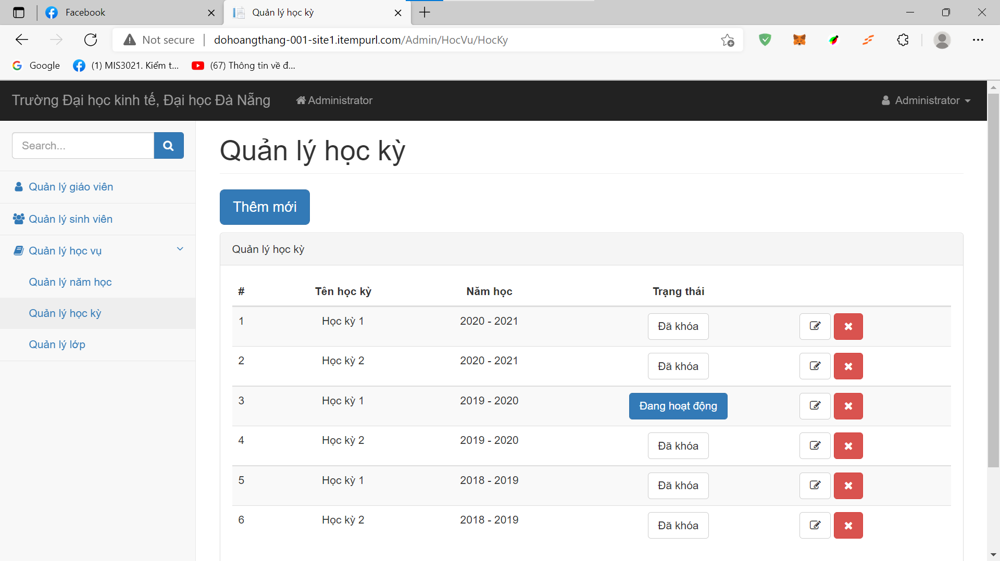 Facebook
Quản lý học kỳ
Not secure
dohoangthang-001-site1.itempurl.com/Admin/HocVu/HocKy
Google
(1) MIS3021. Kiểm t...
(67) Thông tin về đ...
Trường Đại học kinh tế, Đại học Đà Nẵng
Administrator
Administrator
Search...
Quản lý giáo viên
Quản lý sinh viên
Quản lý học vụ
Quản lý năm học
Quản lý học kỳ
Quản lý lớp
Quản lý học kỳ
Thêm mới
Quản lý học kỳ
# Tên học kỳ Năm học Trạng thái
1 Học kỳ 1 2020 - 2021 Đã khóa
2 Học kỳ 2 2020 - 2021 Đã khóa
3 Học kỳ 1 2019 - 2020 Đang hoạt động
4 Học kỳ 2 2019 - 2020 Đã khóa
5 Học kỳ 1 2018 - 2019 Đã khóa
6 Học kỳ 2 2018 - 2019 Đã khóa